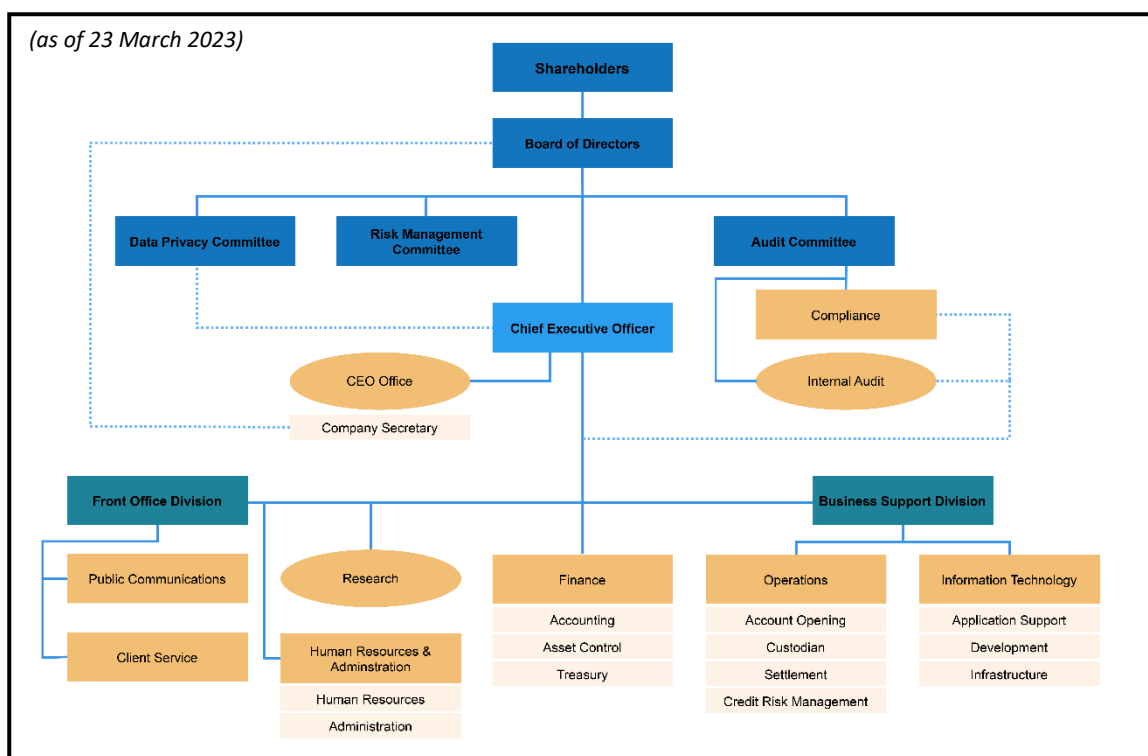 (as of 23 March 2023)
Shareholders
Board of Directors
Data Privacy Committee
Risk Management
Committee
Audit Committee
Compliance
Chief Executive Officer
CEO Office
Internal Audit
Company Secretary
Front Office Division
Business Support Division
Public Communications
Research
Finance
Operations
Information Technology
Accounting
Account Opening
Application Support
Client Service
Human Resources &
Adminstration
Asset Control
Custodian
Development
Treasury
Settlement
Infrastructure
Human Resources
Credit Risk Management
Administration